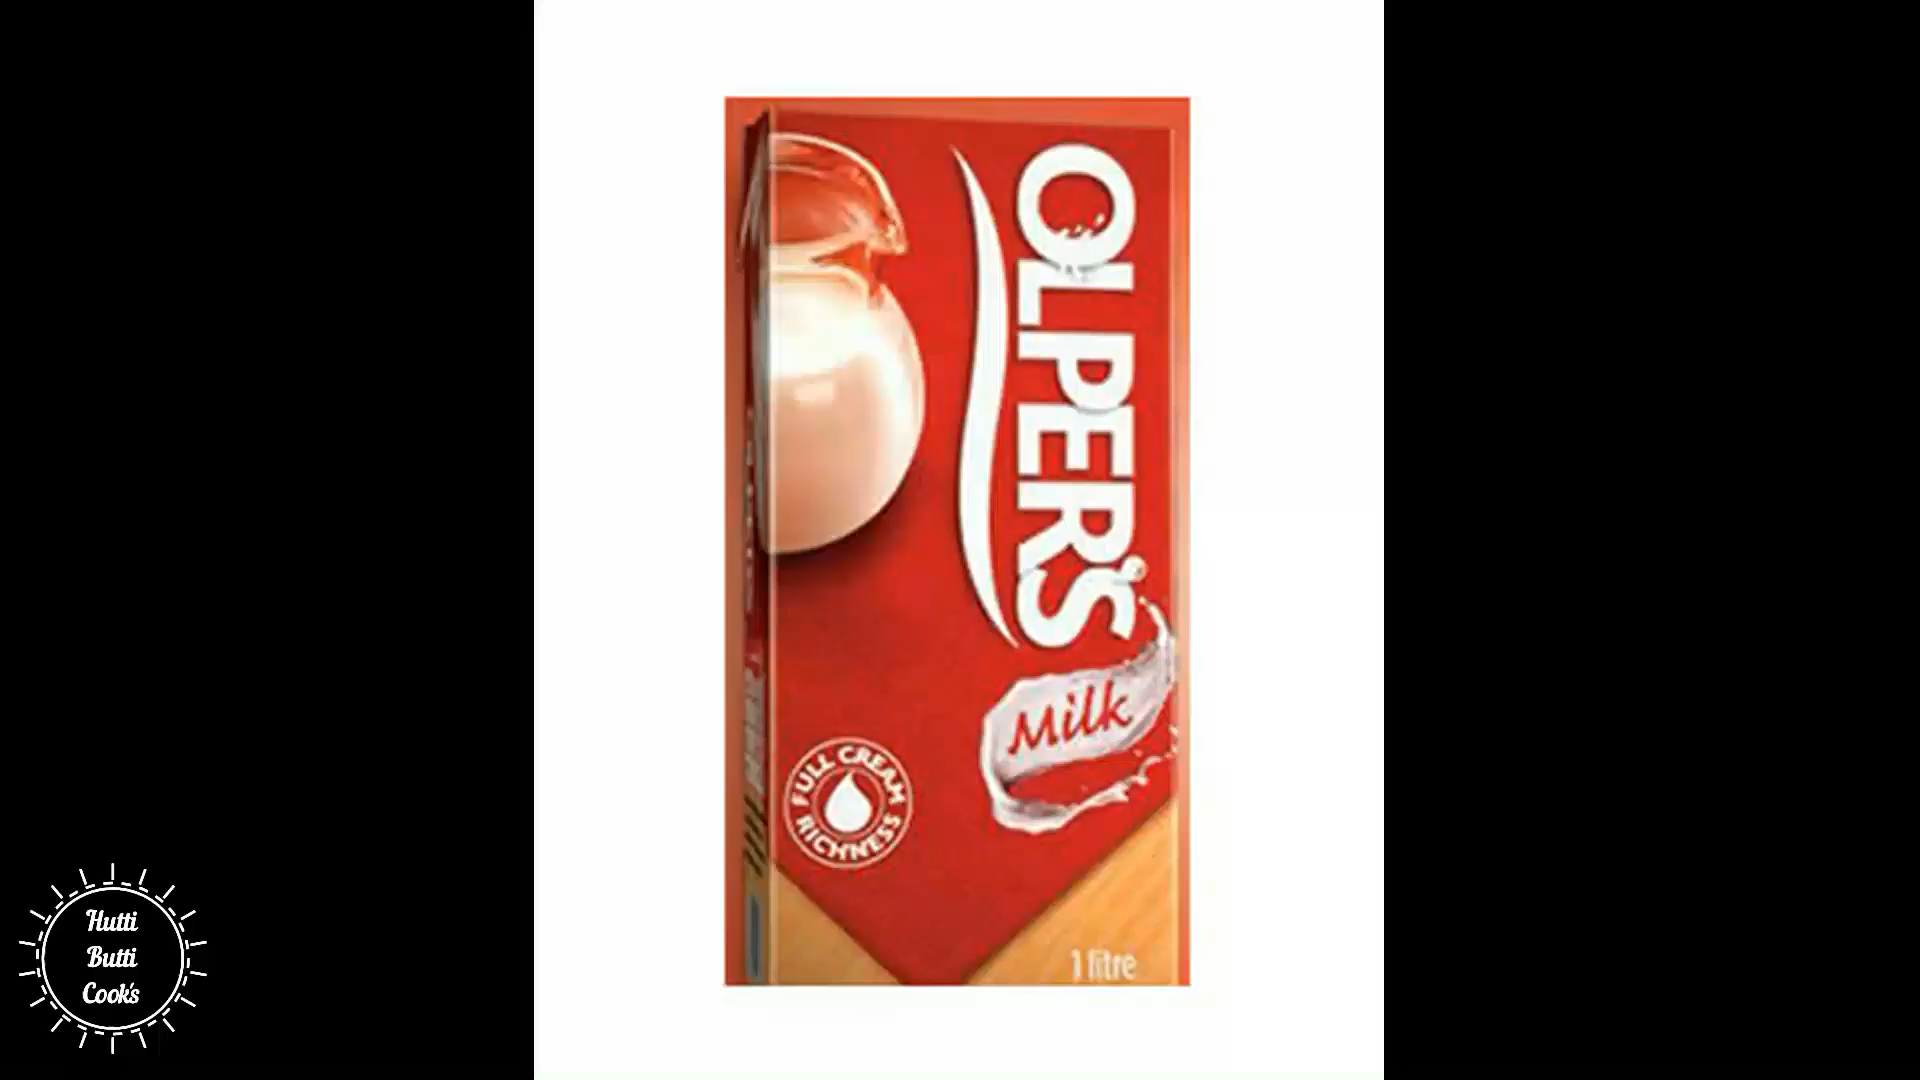 OLPER'S
Milk
FULL CREAM
RICHNESS
1 litre
Hutti
Butti
Cook's